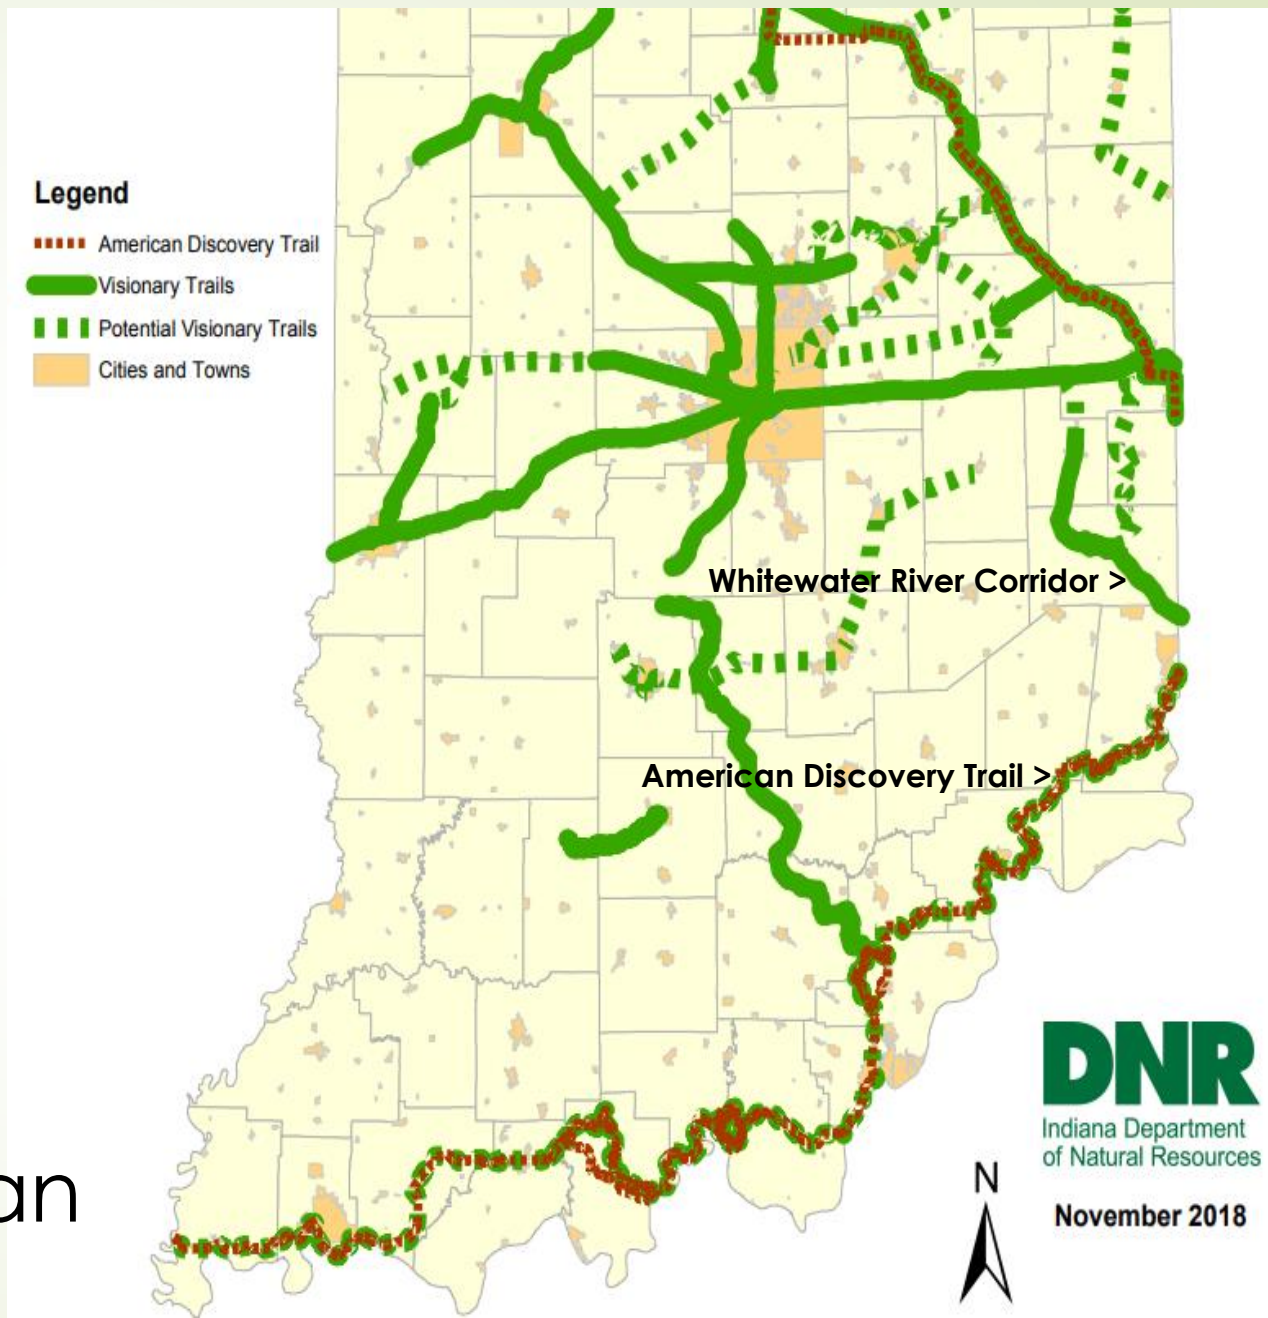 Legend
American Discovery Trail
Visionary Trails
Potential Visionary Trails
Cities and Towns
Whitewater River Corridor >
American Discovery Trail >
DNR
Indiana Department
of Natural Resources
N
November 2018
an